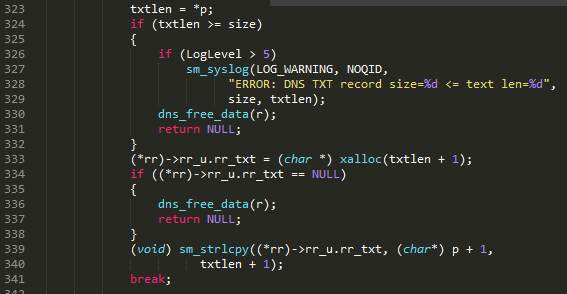 323 txtlen = *p;
324 if (txtlen >= size)
325 {
326 if (LogLevel > 5)
327 sm_syslog(LOG_WARNING, NOQID,
328 "ERROR: DNS TXT record size=%d <= text len=%d",
329 size, txtlen);
330 dns_free_data(r);
331 return NULL;
332 }
333 (*rr)->rr_u.rr_txt = (char *) xalloc(txtlen + 1);
334 if ((*rr)->rr_u.rr_txt == NULL)
335 {
336 dns_free_data(r);
337 return NULL;
338 }
339 (void) sm_strlcpy((*rr)->rr_u.rr_txt, (char*) p + 1,
340 txtlen + 1);
341 break;